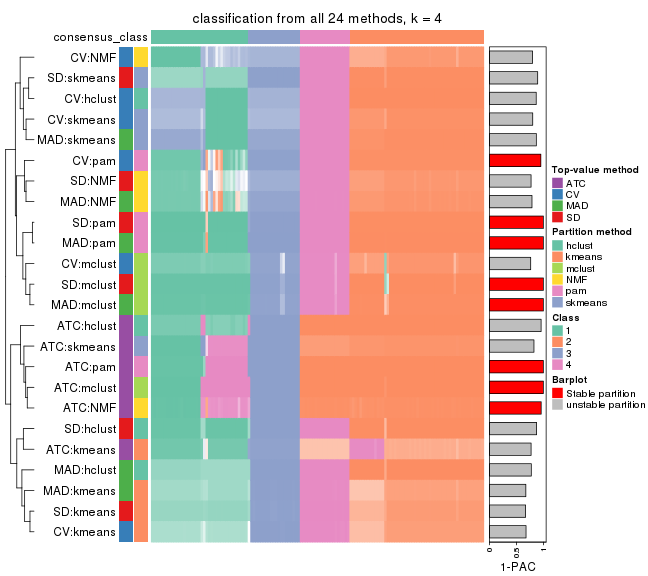 classification from all 24 methods, k = 4
consensus_class
CV:NMF
SD:skmeans
CV:hclust
CV:skmeans
MAD:skmeans
CV:pam
SD:NMF
MAD:NMF
SD:pam
MAD:pam
CV:mclust
SD:mclust
MAD:mclust
ATC:hclust
ATC:skmeans
ATC:pam
ATC:mclust
ATC:NMF
SD:hclust
ATC:kmeans
MAD:hclust
MAD:kmeans
SD:kmeans
CV:kmeans
0
0.5
1
1-PAC
Top-value method
ATC
CV
MAD
SD
Partition method
hclust
kmeans
mclust
NMF
pam
skmeans
Class
1
2
3
4
Barplot
Stable partition
unstable partition